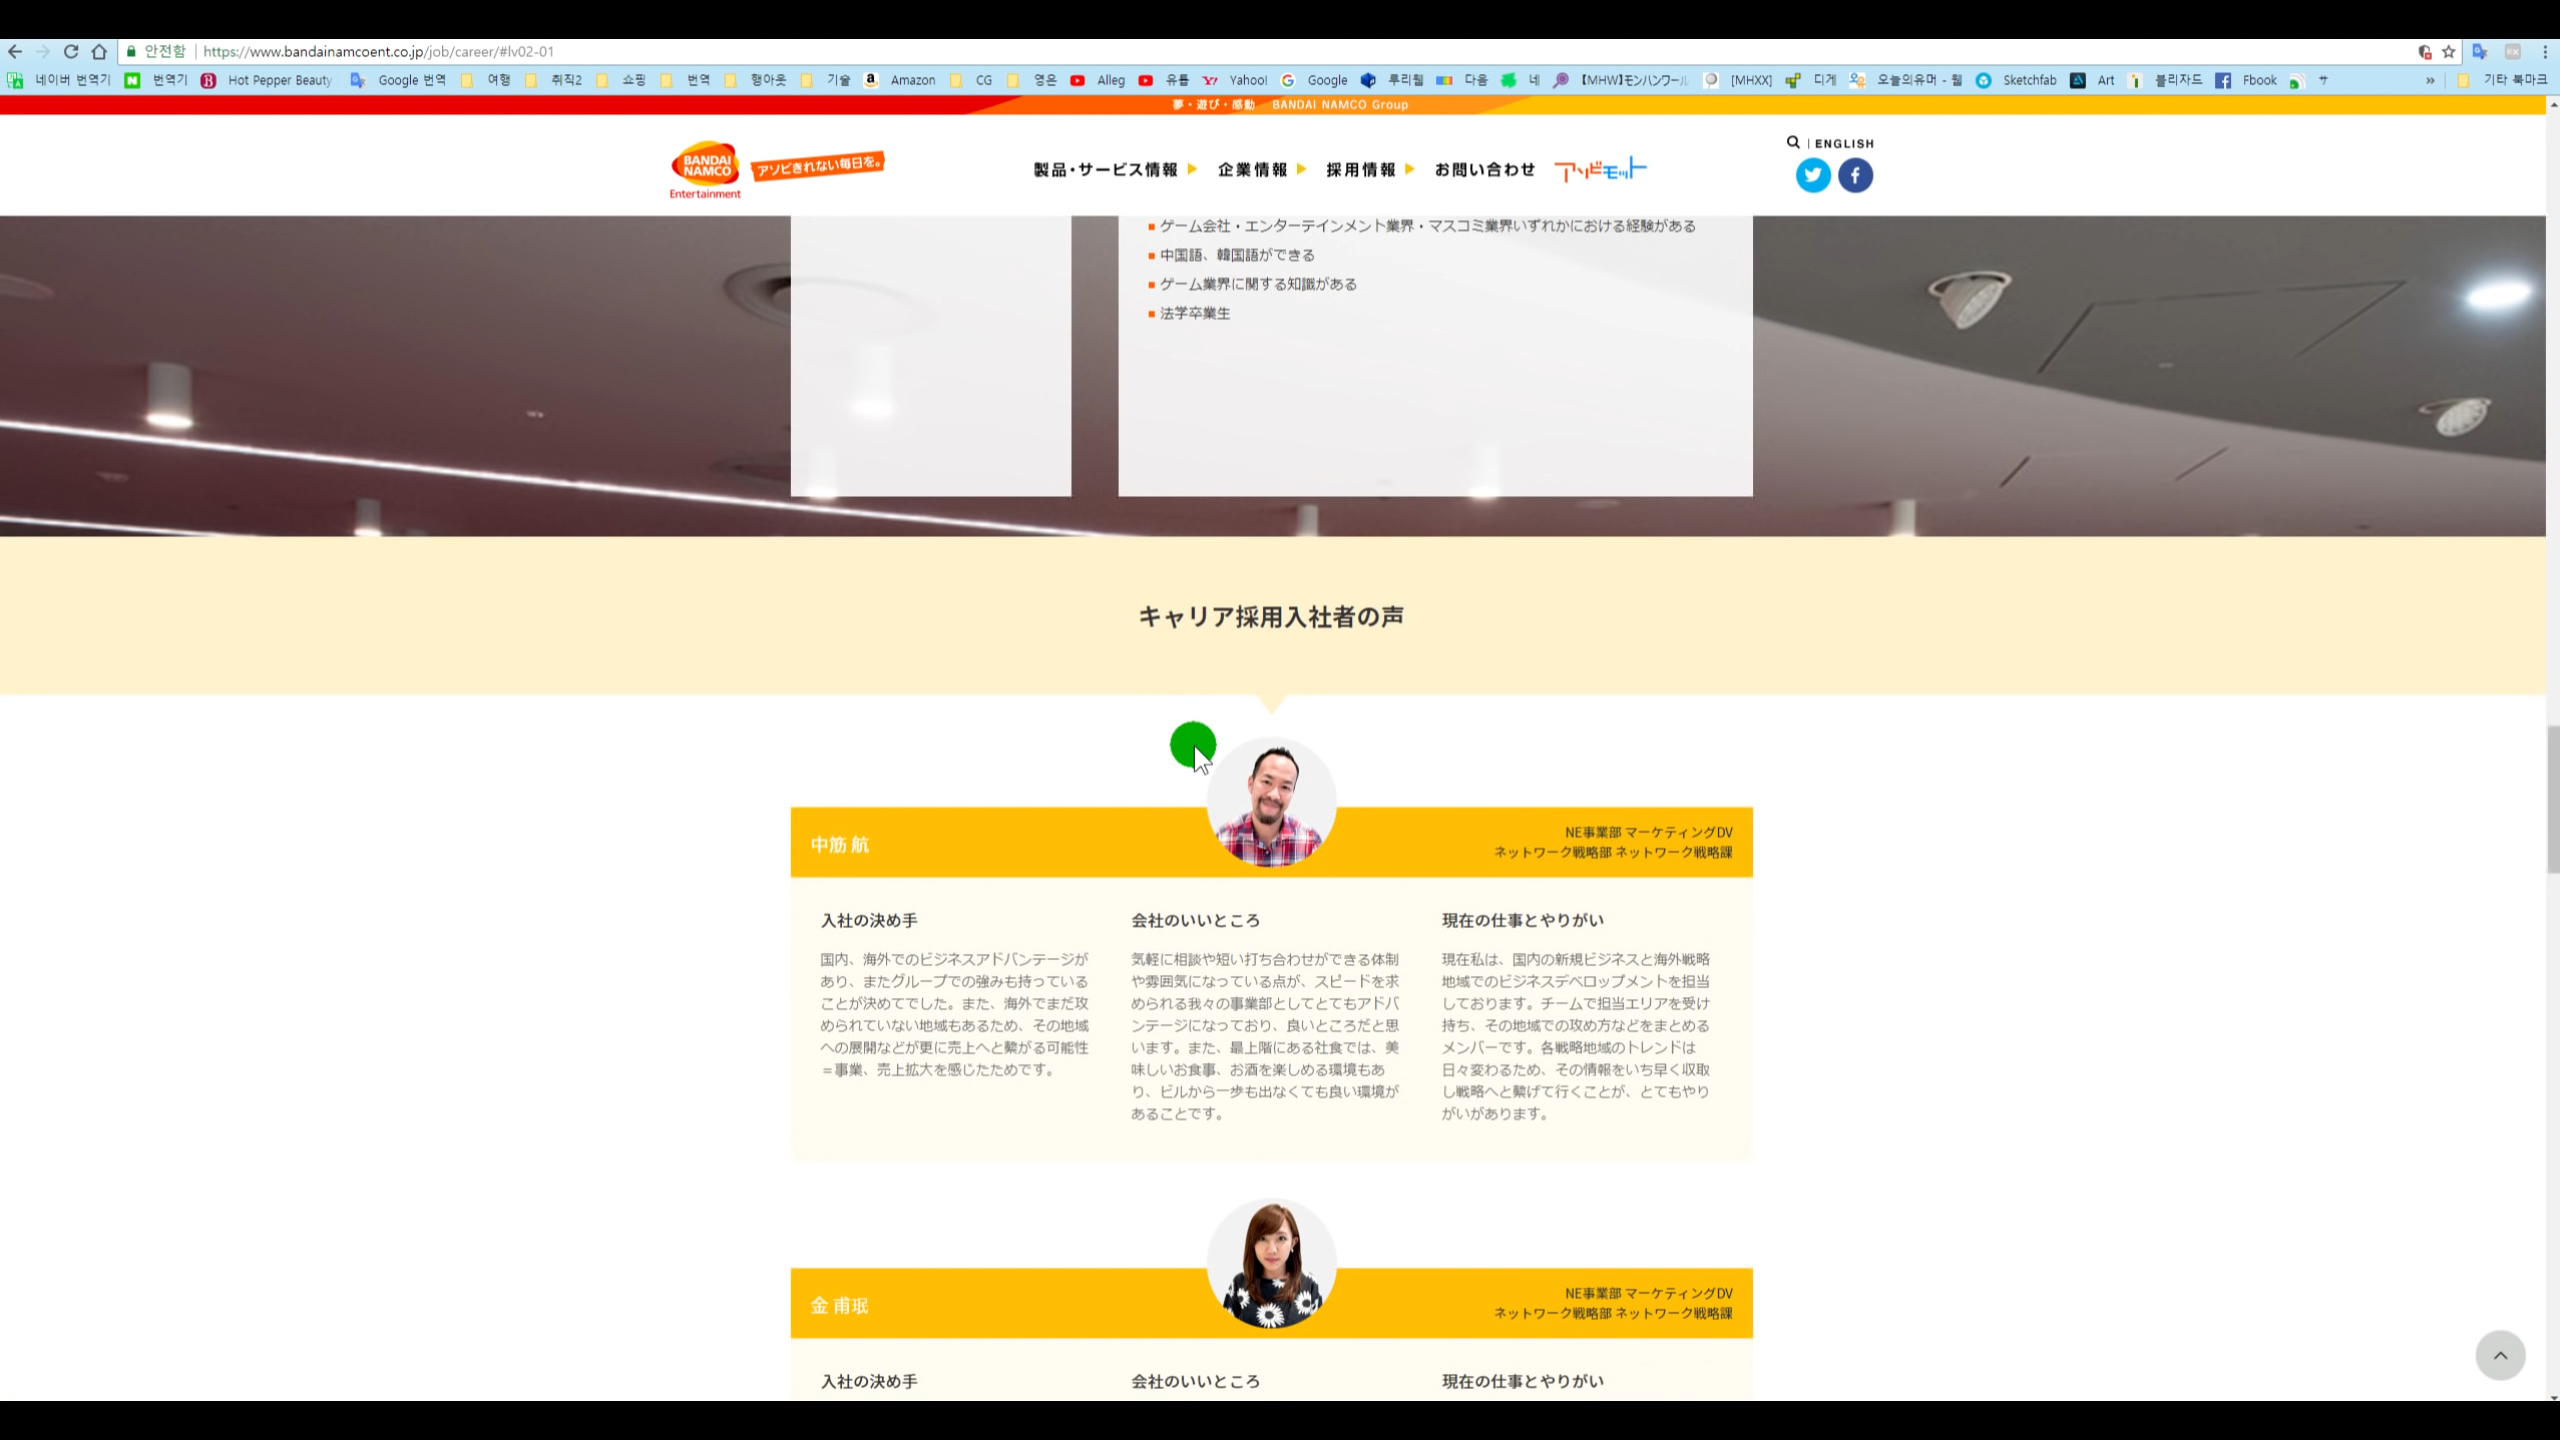 안전함 https://www.bandainamcoent.co.jp/job/career/#lv02-01
네이버 번역기 번역기 Hot Pepper Beauty Google 번역 여행 취직2 쇼핑 번역 행아웃 기술 Amazon CG 영은 Alleg 유틉 Yahoo! Google 루리웹 다음 네 【MHW】モンハンワール [MHXX] 디게 오늘의유머 - 웹 Sketchfab Art 블리자드 Fbook サ » 기타 북마크
夢・遊び・感動 BANDAI NAMCO Group
BANDAI
NAMCO
Entertainment
アソビきれない毎日を。
製品・サービス情報 企業情報 採用情報 お問い合わせ アソビモット
ENGLISH
ゲーム会社・エンターテインメント業界・マスコミ業界いずれかにおける経験がある
中国語、韓国語ができる
ゲーム業界に関する知識がある
法学卒業生
キャリア採用入社者の声
中筋 航
NE事業部 マーケティングDV
ネットワーク戦略部 ネットワーク戦略課
入社の決め手
国内、海外でのビジネスアドバンテージが
あり、またグループでの強みも持っている
ことが決めてでした。また、海外でまだ攻
められていない地域もあるため、その地域
への展開などが更に売上へと繋がる可能性
＝事業、売上拡大を感じたためです。
会社のいいところ
気軽に相談や短い打ち合わせができる体制
や雰囲気になっている点が、スピードを求
められる我々の事業部としてとてもアドバ
ンテージになっており、良いところだと思
います。また、最上階にある社食では、美
味しいお食事、お酒を楽しめる環境もあ
り、ビルから一歩も出なくても良い環境が
あることです。
現在の仕事とやりがい
現在私は、国内の新規ビジネスと海外戦略
地域でのビジネスデベロップメントを担当
しております。チームで担当エリアを受け
持ち、その地域での攻め方などをまとめる
メンバーです。各戦略地域のトレンドは
日々変わるため、その情報をいち早く収取
し戦略へと繋げて行くことが、とてもやり
がいがあります。
金 甫珉
NE事業部 マーケティングDV
ネットワーク戦略部 ネットワーク戦略課
入社の決め手
会社のいいところ
現在の仕事とやりがい